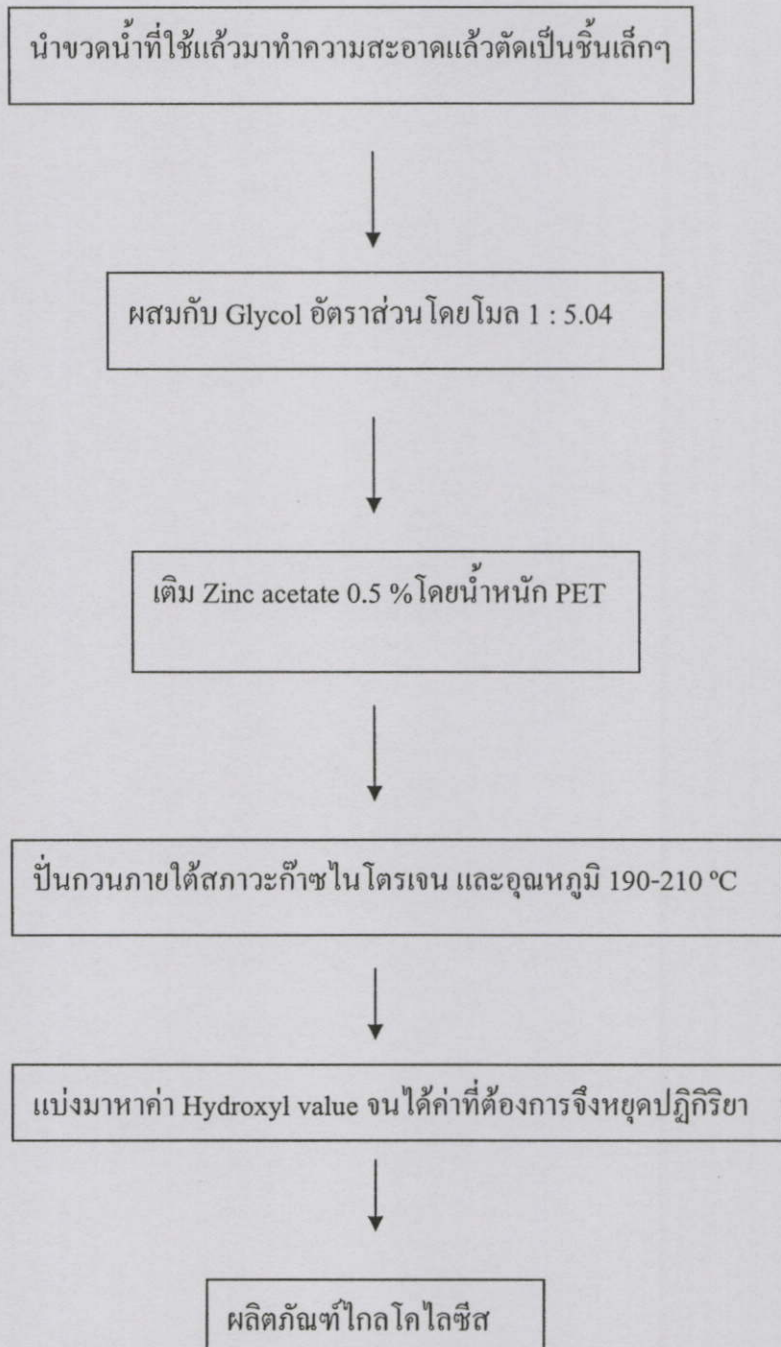 นำขวดน้ำที่ใช้แล้วมาทำความสะอาดแล้วตัดเป็นชิ้นเล็กๆ
ผสมกับ Glycol อัตราส่วนโดยโมล 1 : 5.04
เติม Zinc acetate 0.5 %โดยน้ำหนัก PET
ปั่นกวนภายใต้สภาวะก๊าซไนโตรเจน และอุณหภูมิ 190-210 ºC
แบ่งมาหาค่า Hydroxyl value จนได้ค่าที่ต้องการจึงหยุดปฏิกิริยา
ผลิตภัณฑ์ไกลโคไลซีส